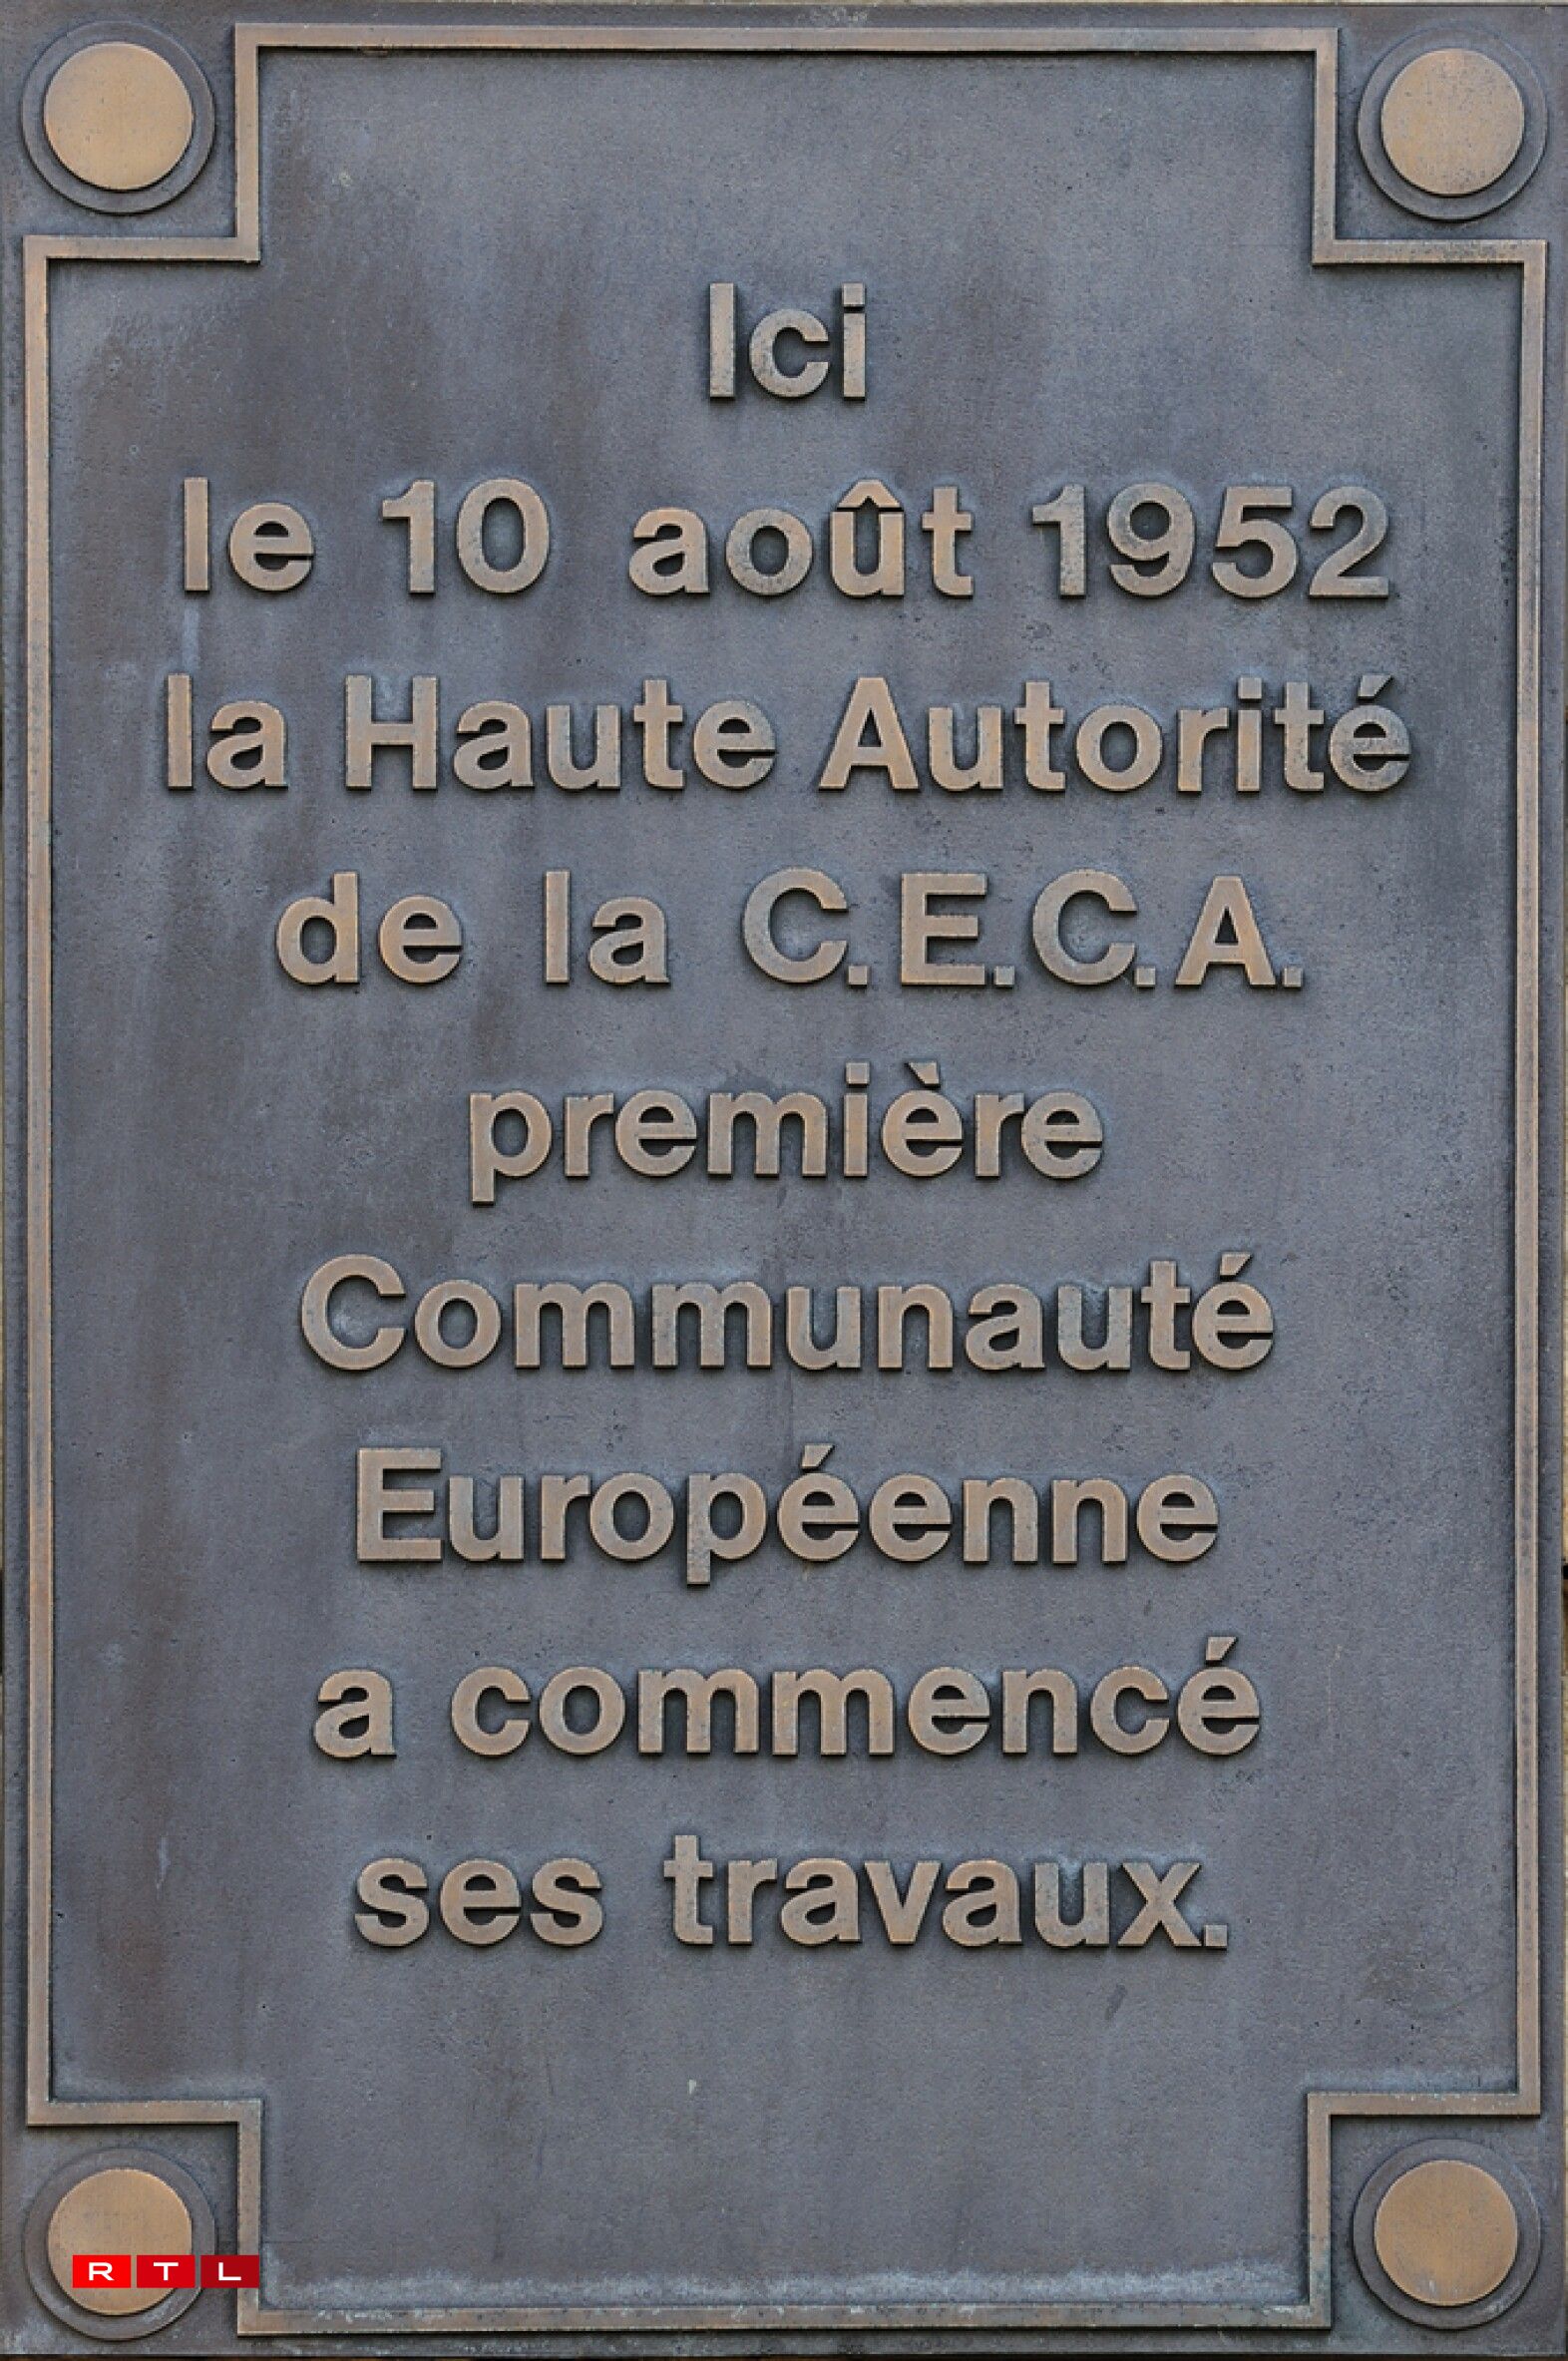 Ici
le 10 août 1952
la Haute Autorité
de la C.E.C.A.
première
Communauté
Européenne
a commencé
ses travaux.
RTL